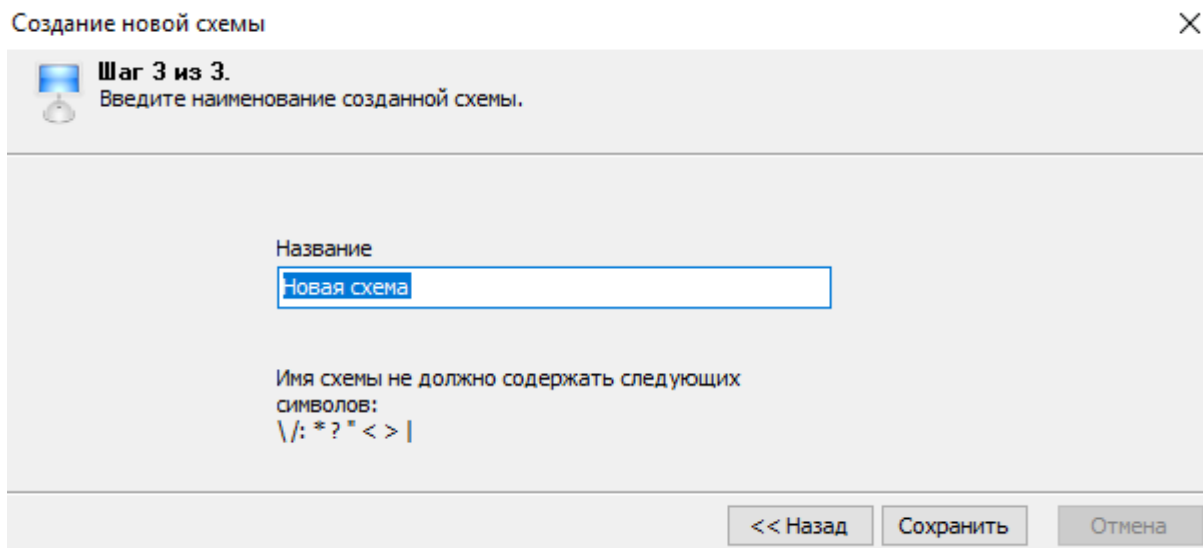 Создание новой схемы
Шаг 3 из 3.
Введите наименование созданной схемы.
Название
Новая схема
Имя схемы не должно содержать следующих
символов:
\ /: * ? " < > |
<< Назад
Сохранить
Отмена